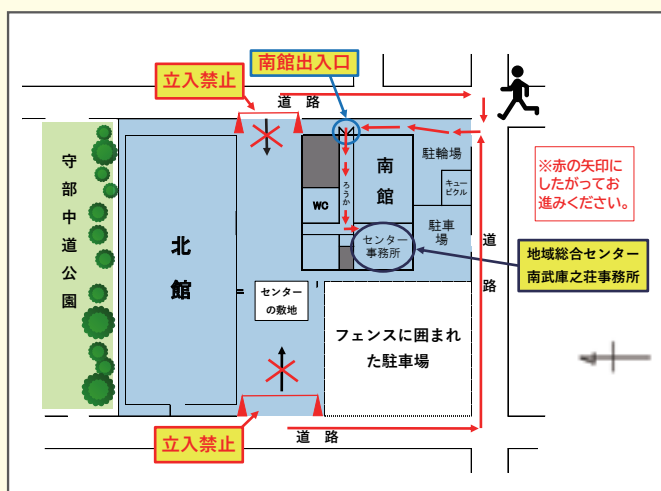 南館出入口
立入禁止
道 路
守部中道公園
北館
南館
ろうか
WC
駐輪場
キュー
ビクル
駐車
場
センター
事務所
※赤の矢印に
したがってお
進みください。
道路
地域総合センター
南武庫之荘事務所
センター
の敷地
フェンスに囲まれ
た駐車場
立入禁止
道 路